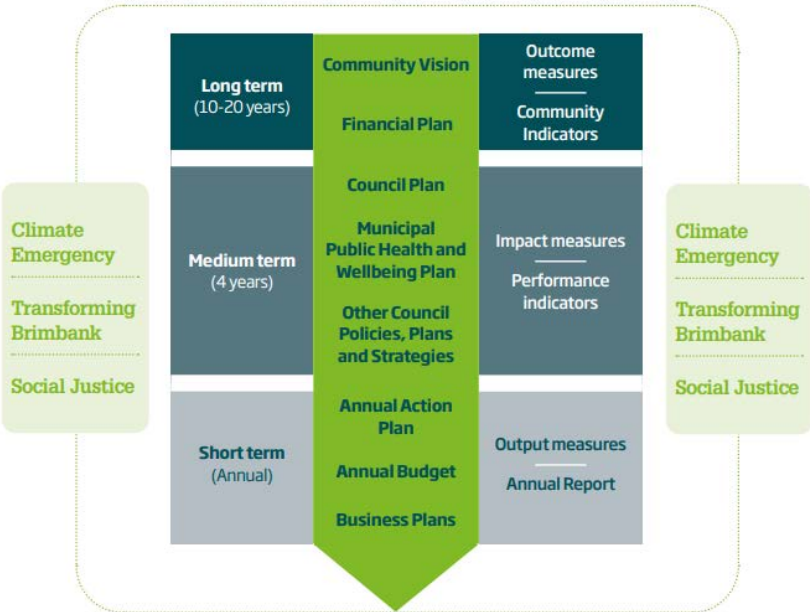 Climate
Emergency
Transforming
Brimbank
Social Justice
Long term
(10-20 years)
Community Vision
Financial Plan
Outcome
measures
Community
Indicators
Medium term
(4 years)
Council Plan
Municipal
Public Health and
Wellbeing Plan
Other Council
Policies, Plans
and Strategies
Impact measures
Performance
indicators
Short term
(Annual)
Annual Action
Plan
Annual Budget
Business Plans
Output measures
Annual Report
Climate
Emergency
Transforming
Brimbank
Social Justice